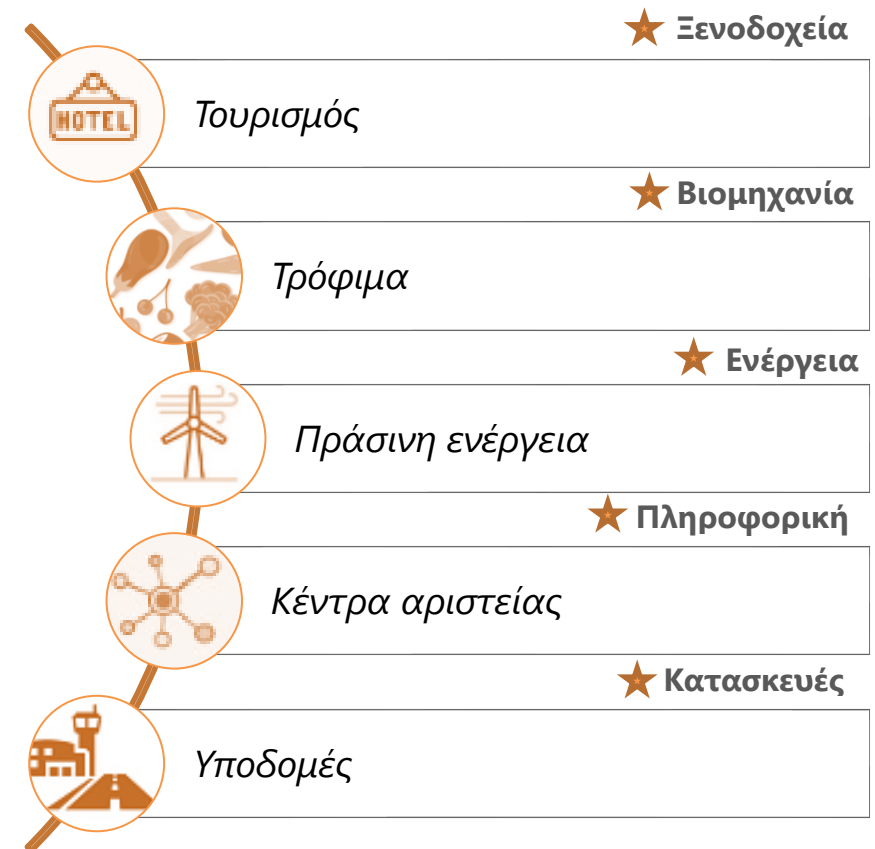 Ξενοδοχεία
HOTEL
Τουρισμός
Βιομηχανία
Τρόφιμα
Ενέργεια
Πράσινη ενέργεια
Πληροφορική
Κέντρα αριστείας
Κατασκευές
Υποδομές